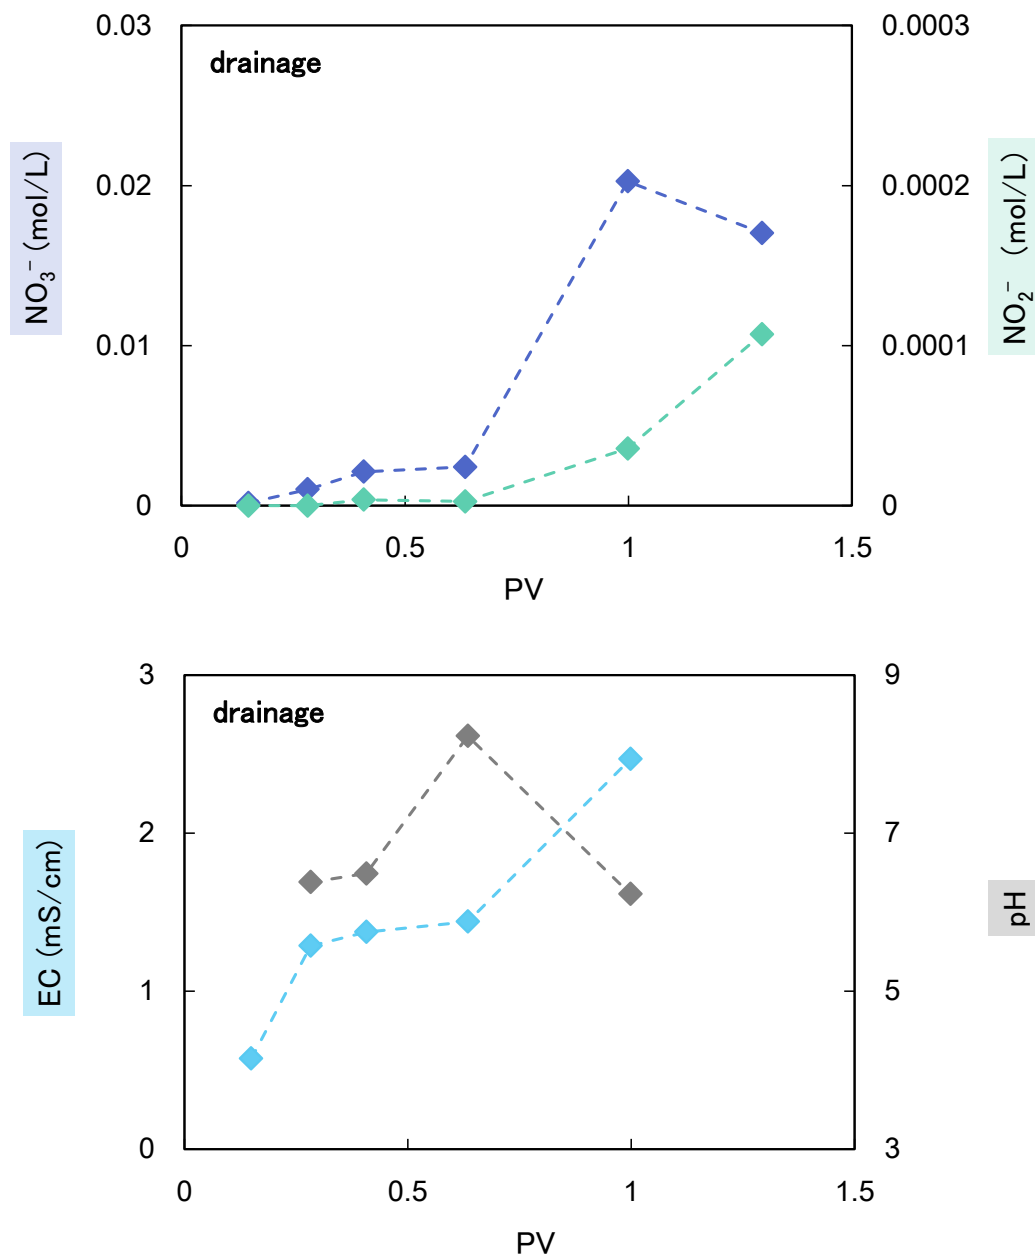 0.03
0.02
0.01
0
NO₃⁻ (mol/L)
drainage
0.0003
0.0002
0.0001
0
NO₂⁻ (mol/L)
0 0.5 1 1.5
PV
3
2
1
0
EC (mS/cm)
drainage
9
7
5
3
pH
0 0.5 1 1.5
PV